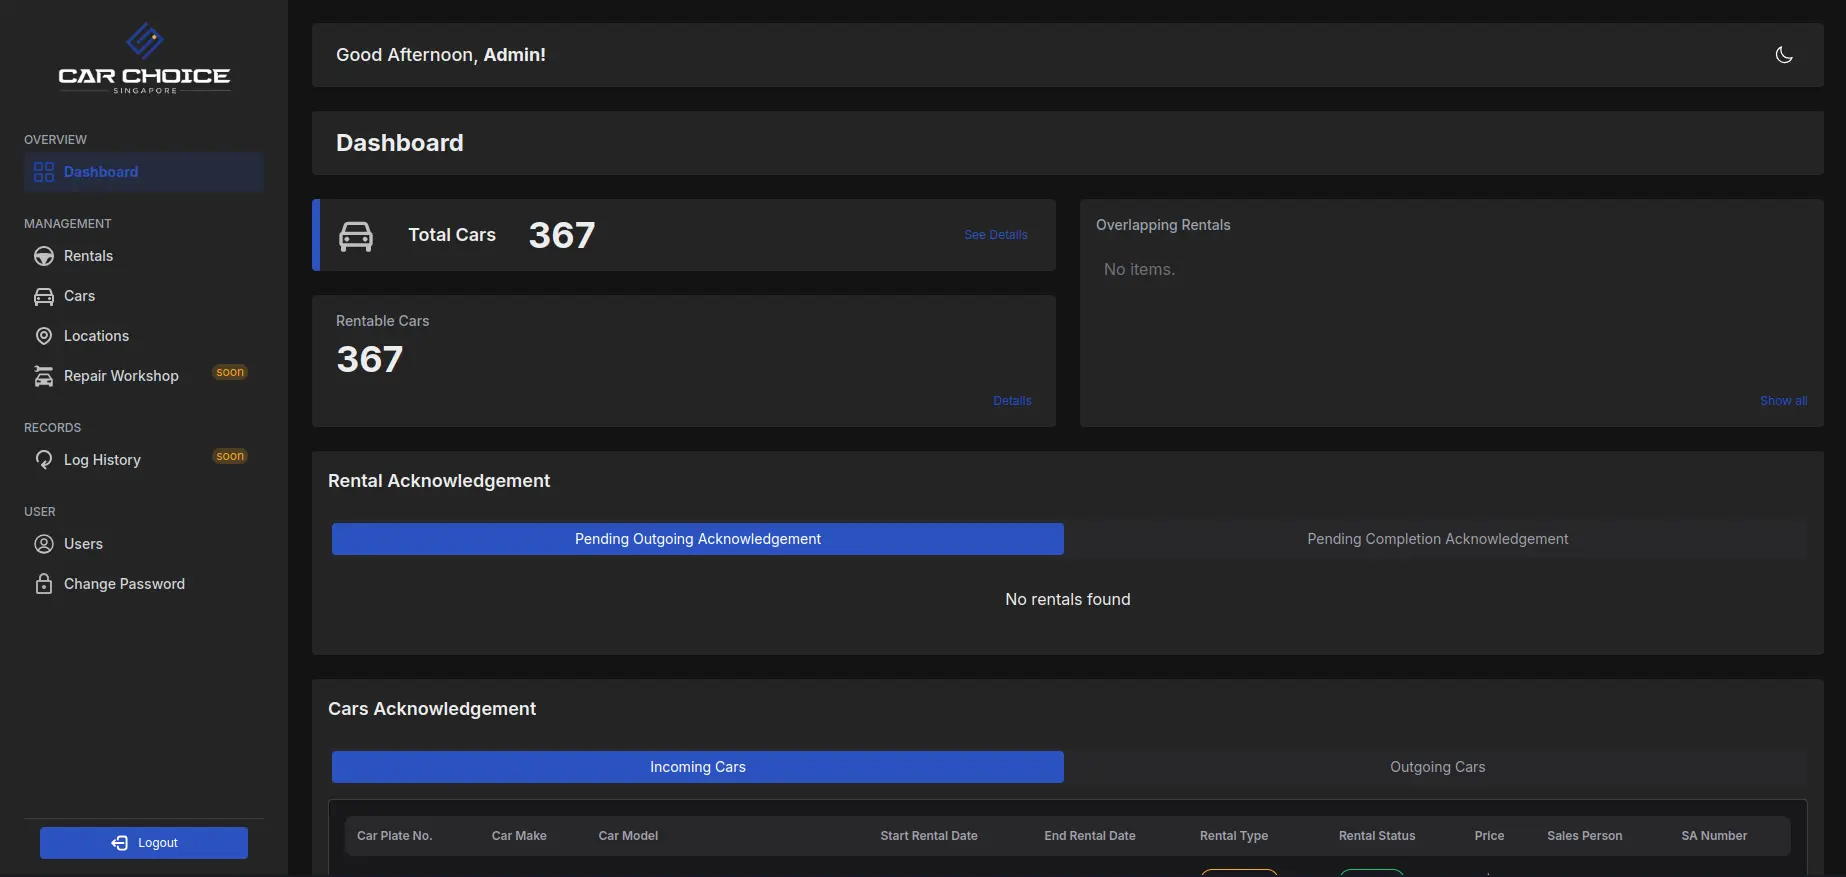 CAR CHOICE
SINGAPORE
OVERVIEW
Dashboard
MANAGEMENT
Rentals
Cars
Locations
Repair Workshop soon
RECORDS
Log History soon
USER
Users
Change Password
Logout
Good Afternoon, Admin!
Dashboard
Total Cars 367 See Details
Rentable Cars
367
Details
Overlapping Rentals
No items.
Show all
Rental Acknowledgement
Pending Outgoing Acknowledgement Pending Completion Acknowledgement
No rentals found
Cars Acknowledgement
Incoming Cars Outgoing Cars
Car Plate No. Car Make Car Model Start Rental Date End Rental Date Rental Type Rental Status Price Sales Person SA Number